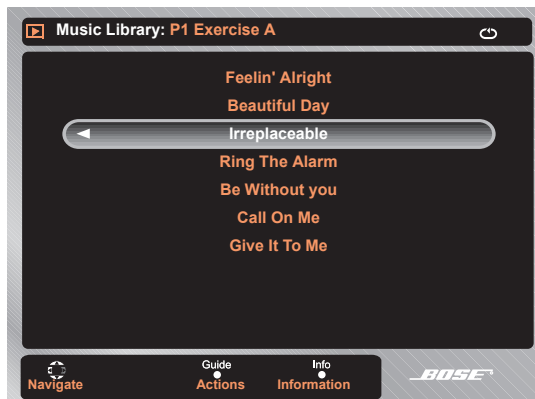 Music Library: P1 Exercise A
Feelin' Alright
Beautiful Day
Irreplaceable
Ring The Alarm
Be Without you
Call On Me
Give It To Me
Guide Info
Navigate Actions Information
BOSE